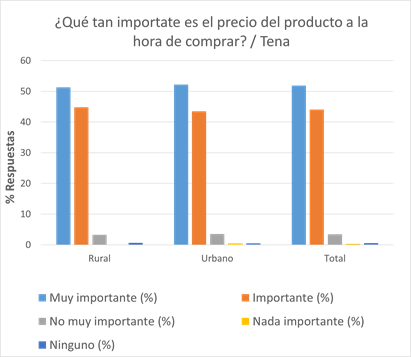 ¿Qué tan importate es el precio del producto a la
hora de comprar? / Tena
% Respuestas
60
50
40
30
20
10
0
Rural
Urbano
Total
Muy importante (%)
Importante (%)
No muy importante (%)
Nada importante (%)
Ninguno (%)